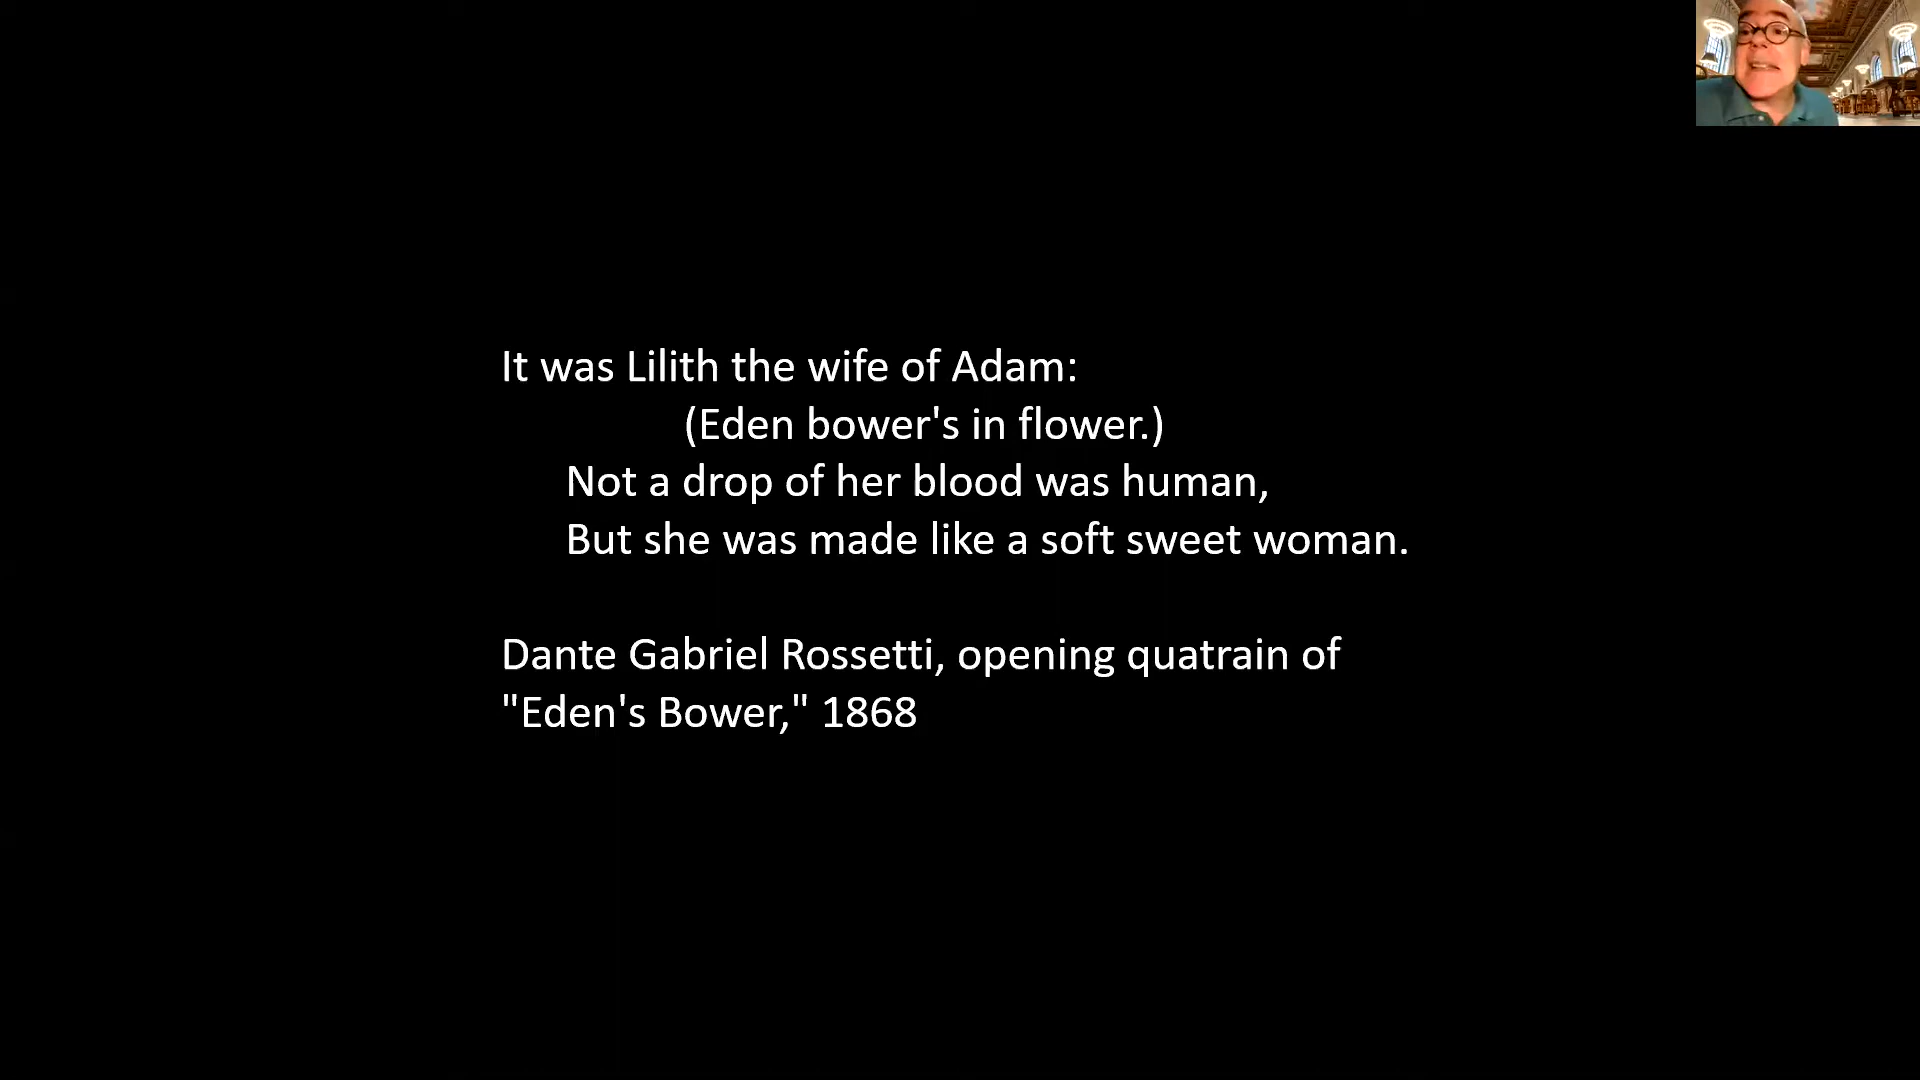 It was Lilith the wife of Adam:
(Eden bower's in flower.)
Not a drop of her blood was human,
But she was made like a soft sweet woman.
Dante Gabriel Rossetti, opening quatrain of
"Eden's Bower," 1868